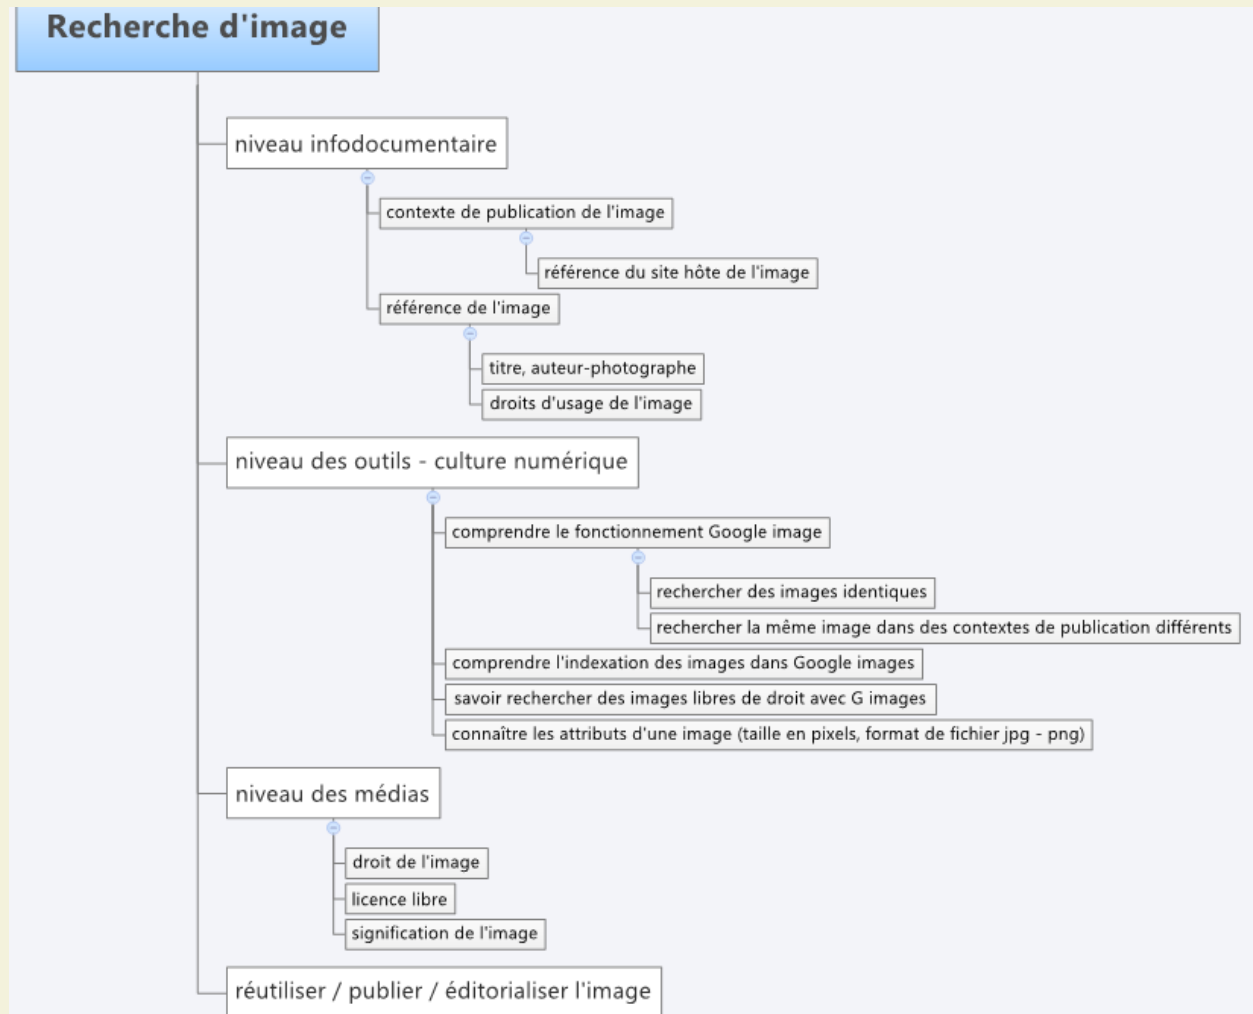 Recherche d'image
niveau infodocumentaire
contexte de publication de l'image
référence du site hôte de l'image
référence de l'image
titre, auteur-photographe
droits d'usage de l'image
niveau des outils - culture numérique
comprendre le fonctionnement Google image
rechercher des images identiques
rechercher la même image dans des contextes de publication différents
comprendre l'indexation des images dans Google images
savoir rechercher des images libres de droit avec G images
connaître les attributs d'une image (taille en pixels, format de fichier jpg - png)
niveau des médias
droit de l'image
licence libre
signification de l'image
réutiliser / publier / éditorialiser l'image